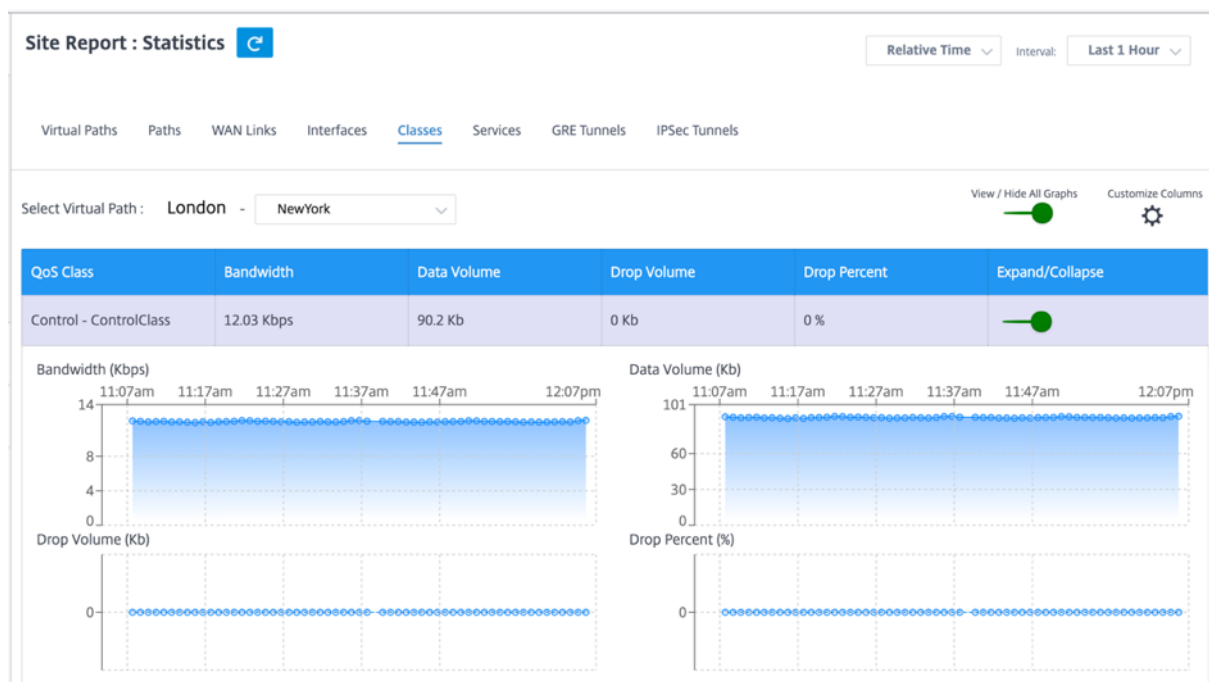 Site Report : Statistics
Relative Time
Interval:
Last 1 Hour
Virtual Paths Paths WAN Links Interfaces Classes Services GRE Tunnels IPSec Tunnels
Select Virtual Path : London - NewYork
View / Hide All Graphs
Customize Columns
QoS Class Bandwidth Data Volume Drop Volume Drop Percent Expand/Collapse
Control - ControlClass 12.03 Kbps 90.2 Kb 0 Kb 0 %
Bandwidth (Kbps)
11:07am 11:17am 11:27am 11:37am 11:47am 12:07pm
14
8
4
0
Data Volume (Kb)
11:07am 11:17am 11:27am 11:37am 11:47am 12:07pm
101
60
30
0
Drop Volume (Kb)
0
Drop Percent (%)
0